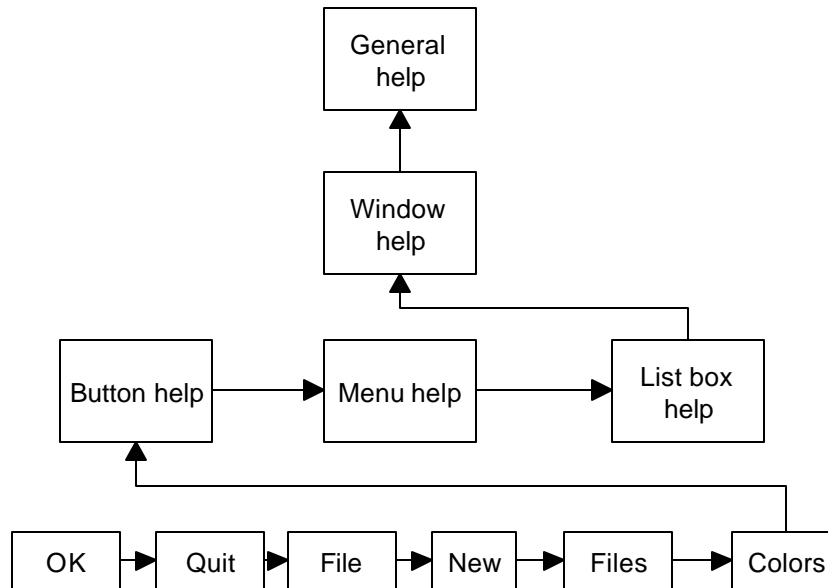 General
help
Window
help
Button help
Menu help
List box
help
OK
Quit
File
New
Files
Colors